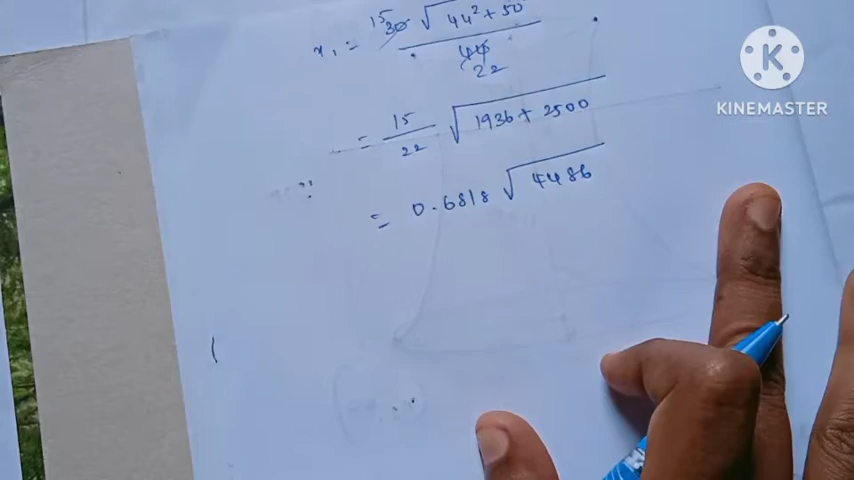 x₁ = 15 30 √44² + 50²
44
22
= 15/22 √1936 + 2500
= 0.6818 √4486
KINEMASTER